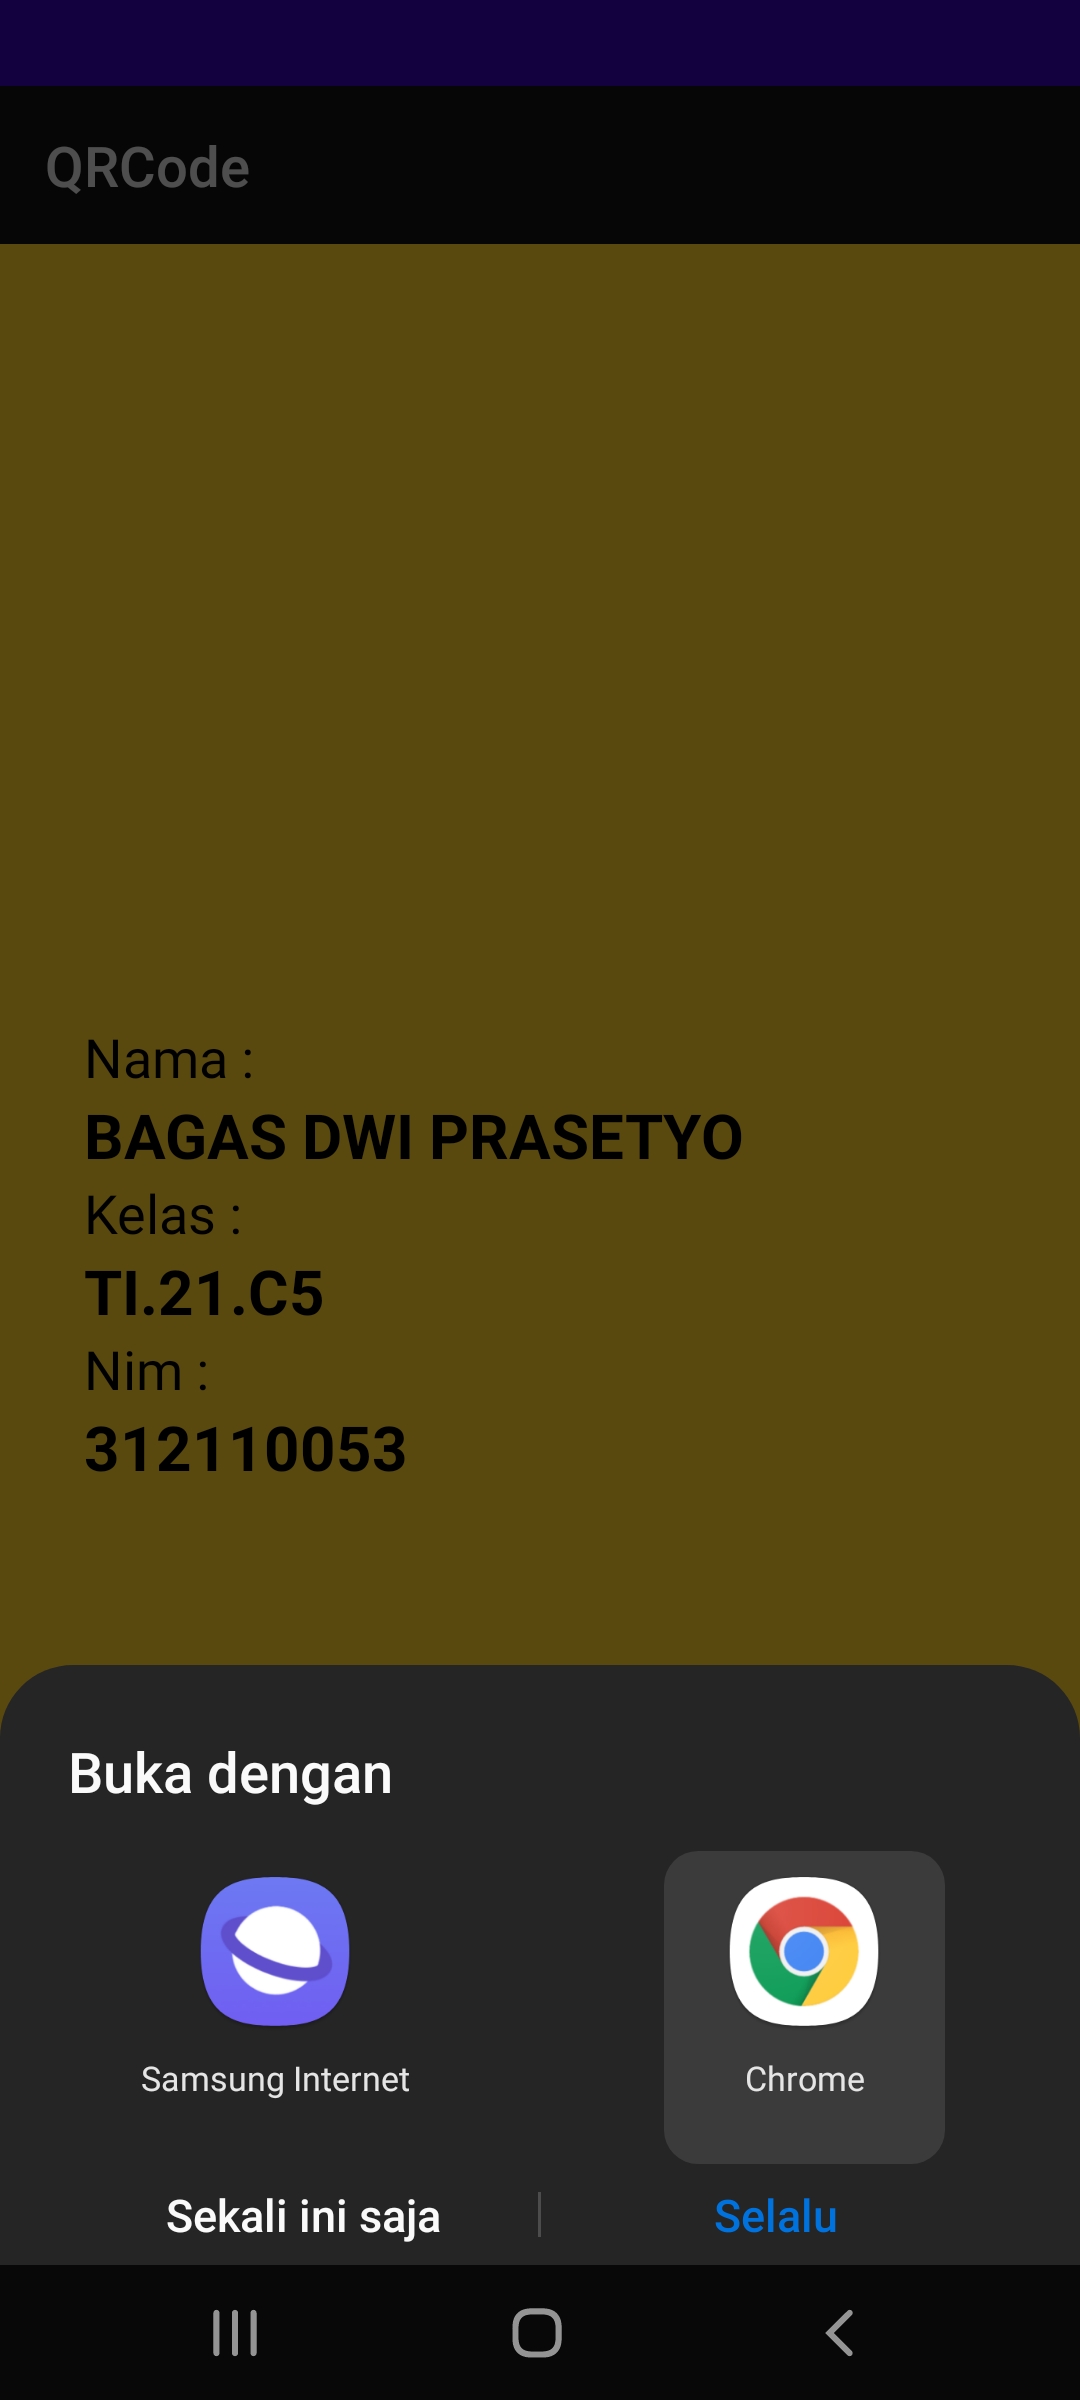 QRCode
Nama :
BAGAS DWI PRASETYO
Kelas :
TI.21.C5
Nim :
312110053
Buka dengan
Samsung Internet
Chrome
Sekali ini saja
Selalu